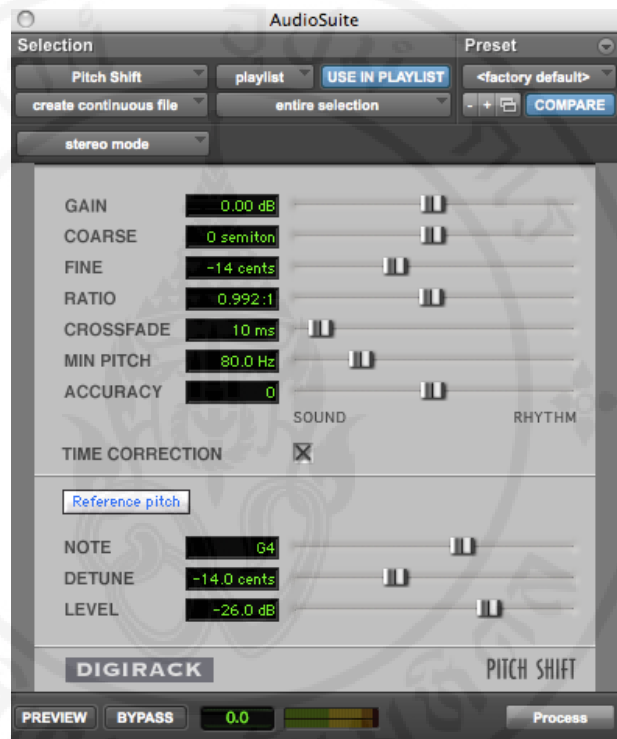 AudioSuite
Selection Preset
Pitch Shift playlist USE IN PLAYLIST <factory default>
create continuous file entire selection - + COMPARE
stereo mode
GAIN 0.00 dB
COARSE 0 semiton
FINE -14 cents
RATIO 0.992:1
CROSSFADE 10 ms
MIN PITCH 80.0 Hz
ACCURACY 0
SOUND RHYTHM
TIME CORRECTION
Reference pitch
NOTE G4
DETUNE -14.0 cents
LEVEL -26.0 dB
DIGIRACK PITCH SHIFT
PREVIEW BYPASS 0.0 Process